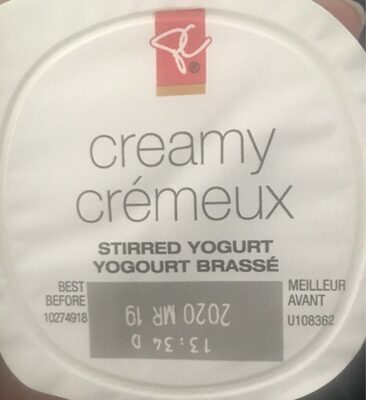 PC®
creamy
crémeux
STIRRED YOGURT
YOGOURT BRASSÉ
BEST
BEFORE
10274918
2020 MR 19
13:34 D
MEILLEUR
AVANT
U108362